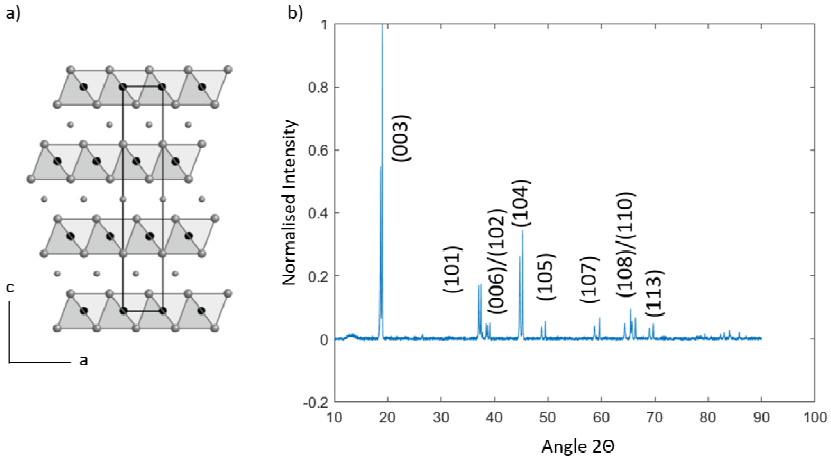 a)
c
a
b)
Normalised Intensity
1
0.8
0.6
0.4
0.2
0
-0.2
10 20 30 40 50 60 70 80 90 100
Angle 2Θ
(003)
(101)
(006)/(102)
(104)
(105)
(107)
(108)/(110)
(113)